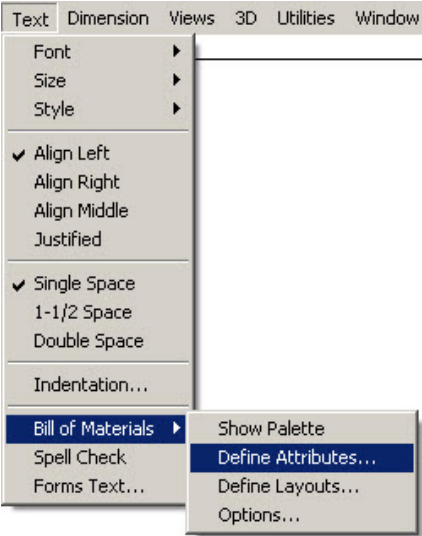 Text Dimension Views 3D Utilities Window
Font
Size
Style
Align Left
Align Right
Align Middle
Justified
Single Space
1-1/2 Space
Double Space
Indentation...
Bill of Materials
Show Palette
Spell Check
Define Attributes...
Forms Text...
Define Layouts...
Options...